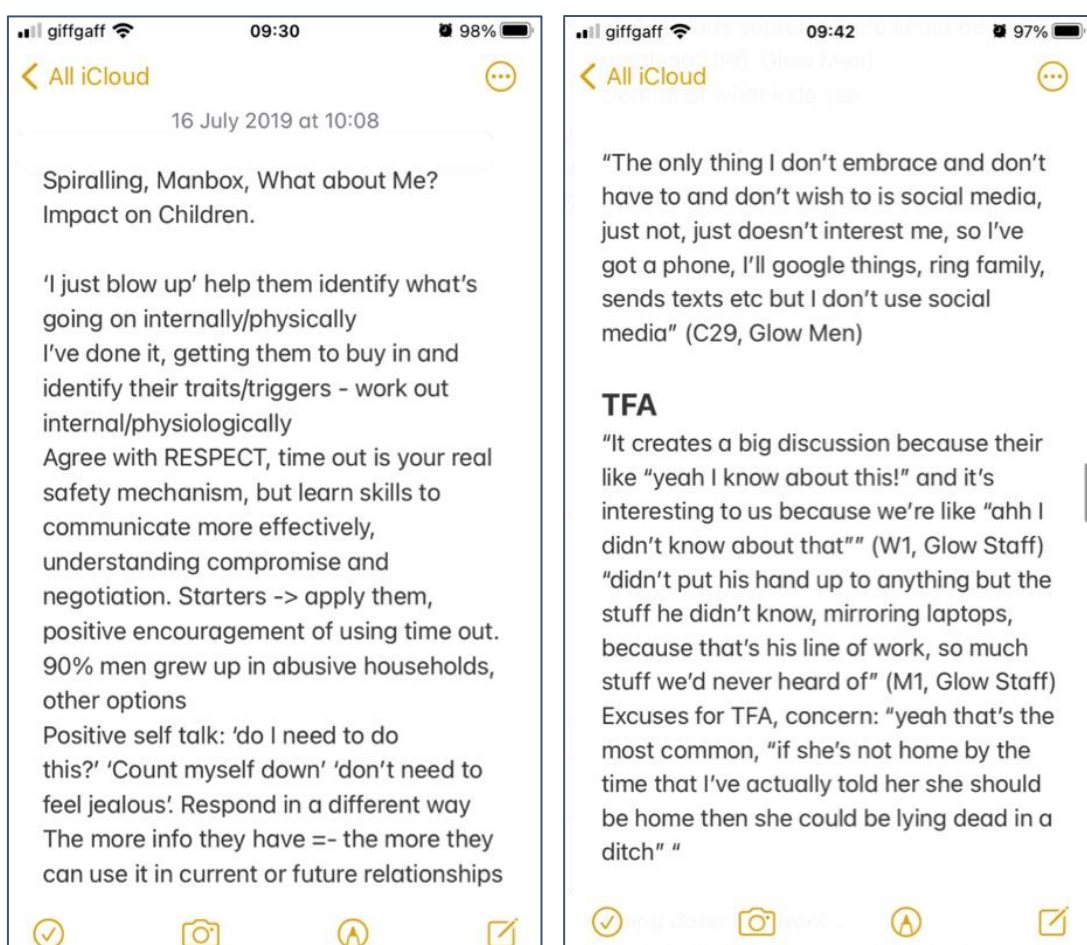 giffgaff 09:30 98%
All iCloud
16 July 2019 at 10:08
Spiralling, Manbox, What about Me?
Impact on Children.
‘I just blow up’ help them identify what’s
going on internally/physically
I’ve done it, getting them to buy in and
identify their traits/triggers - work out
internal/physiologically
Agree with RESPECT, time out is your real
safety mechanism, but learn skills to
communicate more effectively,
understanding compromise and
negotiation. Starters -> apply them,
positive encouragement of using time out.
90% men grew up in abusive households,
other options
Positive self talk: ‘do I need to do
this?’ ‘Count myself down’ ‘don’t need to
feel jealous’. Respond in a different way
The more info they have =- the more they
can use it in current or future relationships
giffgaff 09:42 97%
All iCloud
“The only thing I don’t embrace and don’t
have to and don’t wish to is social media,
just not, just doesn’t interest me, so I’ve
got a phone, I’ll google things, ring family,
sends texts etc but I don’t use social
media” (C29, Glow Men)
TFA
“It creates a big discussion because their
like “yeah I know about this!” and it’s
interesting to us because we’re like “ahh I
didn’t know about that”” (W1, Glow Staff)
“didn’t put his hand up to anything but the
stuff he didn’t know, mirroring laptops,
because that’s his line of work, so much
stuff we’d never heard of” (M1, Glow Staff)
Excuses for TFA, concern: “yeah that’s the
most common, “if she’s not home by the
time that I’ve actually told her she should
be home then she could be lying dead in a
ditch” “